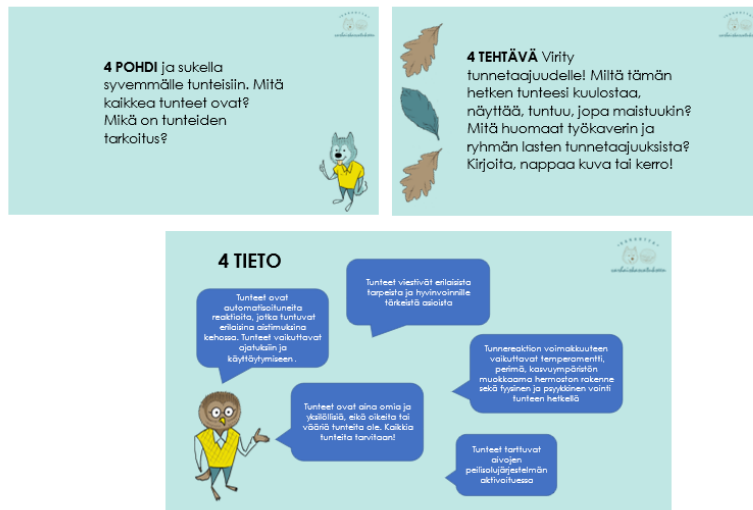 4 POHDI ja sukella
syvemmälle tunteisiin. Mitä
kaikkea tunteet ovat?
Mikä on tunteiden
tarkoitus?
4 TEHTÄVÄ Virity
tunnetaajuudelle! Miltä tämän
hetken tunteesi kuulostaa,
näyttää, tuntuu, jopa maistuukin?
Mitä huomaat työkaverin ja
ryhmän lasten tunnetaajuuksista?
Kirjoita, nappaa kuva tai kerro!
4 TIETO
Tunteet ovat
automatisoituneita
reaktioita, jotka tuntuvat
erilaisina aistimuksina
kehossa. Tunteet vaikuttavat
ajatuksiin ja
käyttäytymiseen.
Tunteet viestivät erilaisista
tarpeista ja hyvinvoinnille
tärkeistä asioista
Tunnereaktion voimakkuuteen
vaikuttavat temperamentti,
perimä, kasvuympäristön
muokkaama hermoston rakenne
sekä fyysinen ja psyykkinen vointi
tunteen hetkellä
Tunteet ovat aina omia ja
yksilöllisiä, eikä oikeita tai
vääriä tunteita ole. Kaikkia
tunteita tarvitaan!
Tunteet tarttuvat
aivojen
peilisolujärjestelmän
aktivoituessa